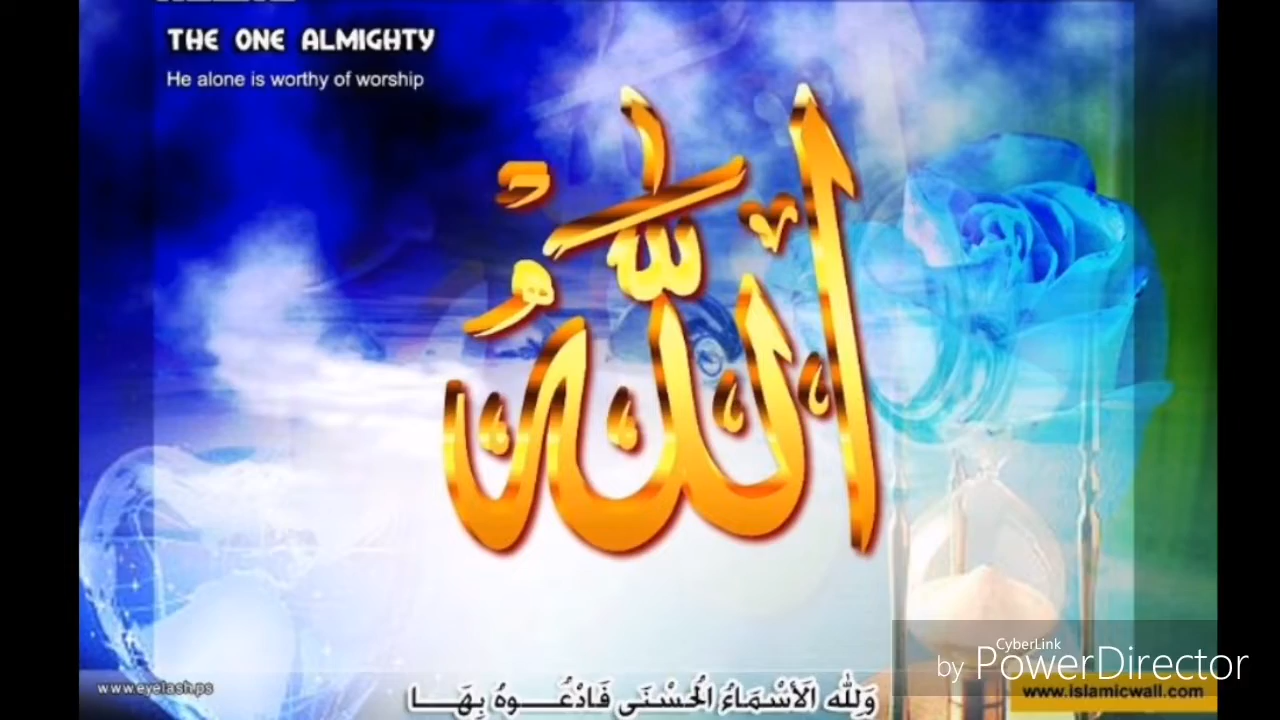 THE ONE ALMIGHTY
He alone is worthy of worship
اللَّهُ
CyberLink
by PowerDirector
www.eyelash.ps
وَلِلَّهِ الْأَسْمَاءُ الْحُسْنَى فَادْعُوهُ بِهَا
www.islamicwall.com